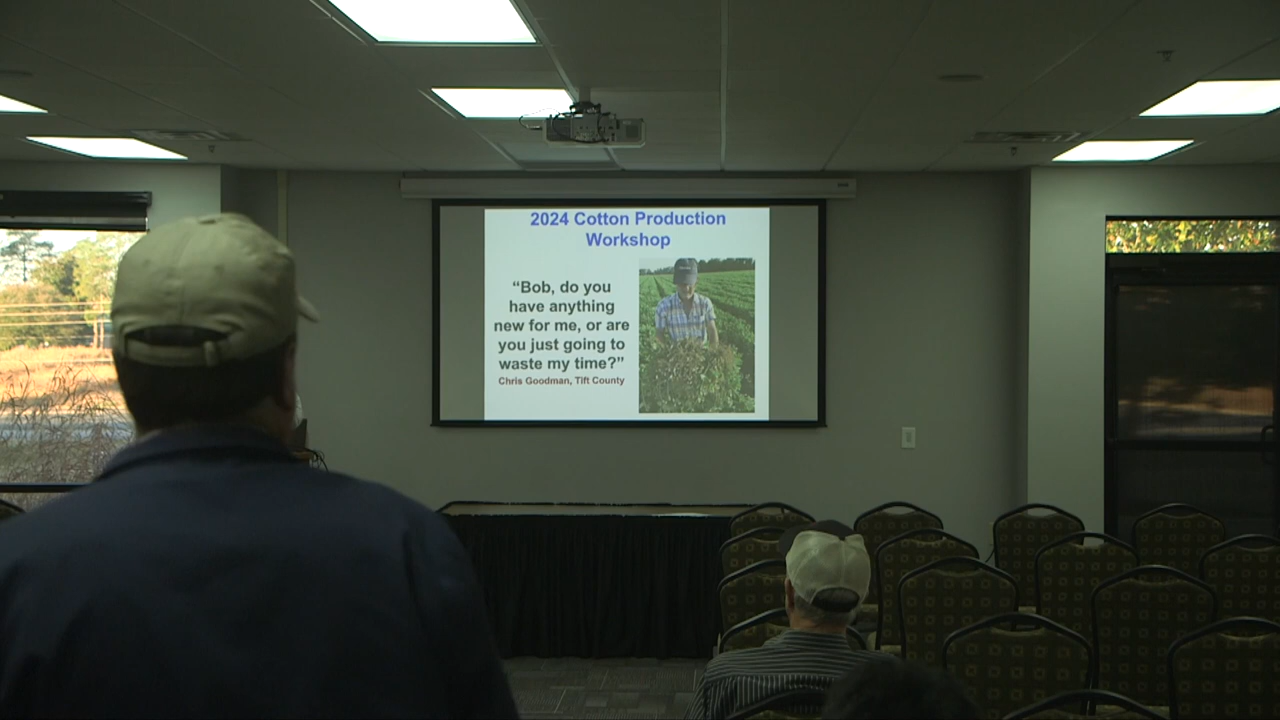 2024 Cotton Production
Workshop
“Bob, do you
have anything
new for me, or are
you just going to
waste my time?”
Chris Goodman, Tift County